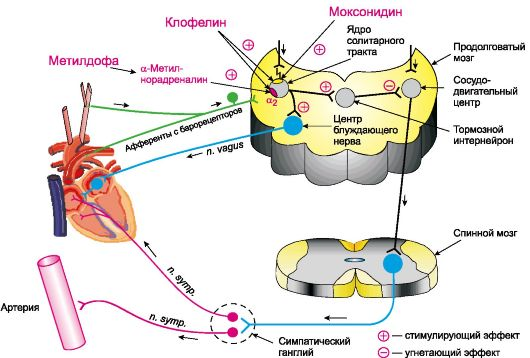 Моксонидин
Клофелин
Ядро
солитарного
тракта
Продолговатый
мозг
Метилдофа
α-Метил-
норадреналин
α2
Сосудо-
двигательный
центр
Афференты с барорецепторов
n. vagus
Центр
блуждающего
нерва
Тормозной
интернейрон
Спинной мозг
n. symp.
Артерия
n. symp.
Симпатический
ганглий
+ — стимулирующий эффект
− — угнетающий эффект